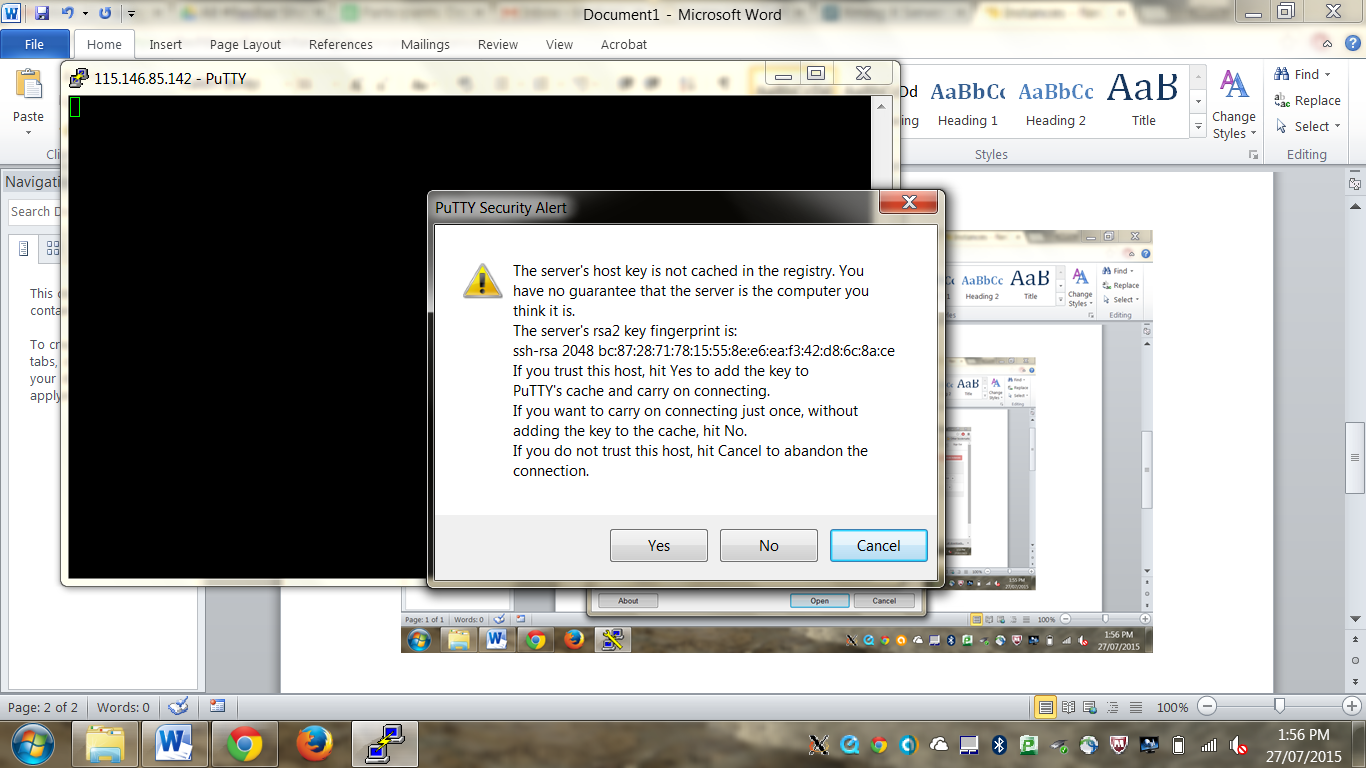 Document1 - Microsoft Word
File Home Insert Page Layout References Mailings Review View Acrobat
115.146.85.142 - PuTTY
Paste
AaBbCc AaBbCc AaB
Heading 1 Heading 2 Title
Change
Styles
Styles
Find
Replace
Select
Editing
Search D
PuTTY Security Alert
The server's host key is not cached in the registry. You
have no guarantee that the server is the computer you
think it is.
The server's rsa2 key fingerprint is:
ssh-rsa 2048 bc:87:28:71:78:15:55:8e:e6:ea:f3:42:d8:6c:8a:ce
If you trust this host, hit Yes to add the key to
PuTTY's cache and carry on connecting.
If you want to carry on connecting just once, without
adding the key to the cache, hit No.
If you do not trust this host, hit Cancel to abandon the
connection.
Yes No Cancel
AaBbCc AaB
Heading 2 Title
Change
Styles
Find
Replace
Select
Editing
About Open Cancel
Page: 1 of 1 Words: 0 100%
1:56 PM
27/07/2015
This
To
tabs,
your
apply
Page: 2 of 2 Words: 0 100%
1:56 PM
27/07/2015